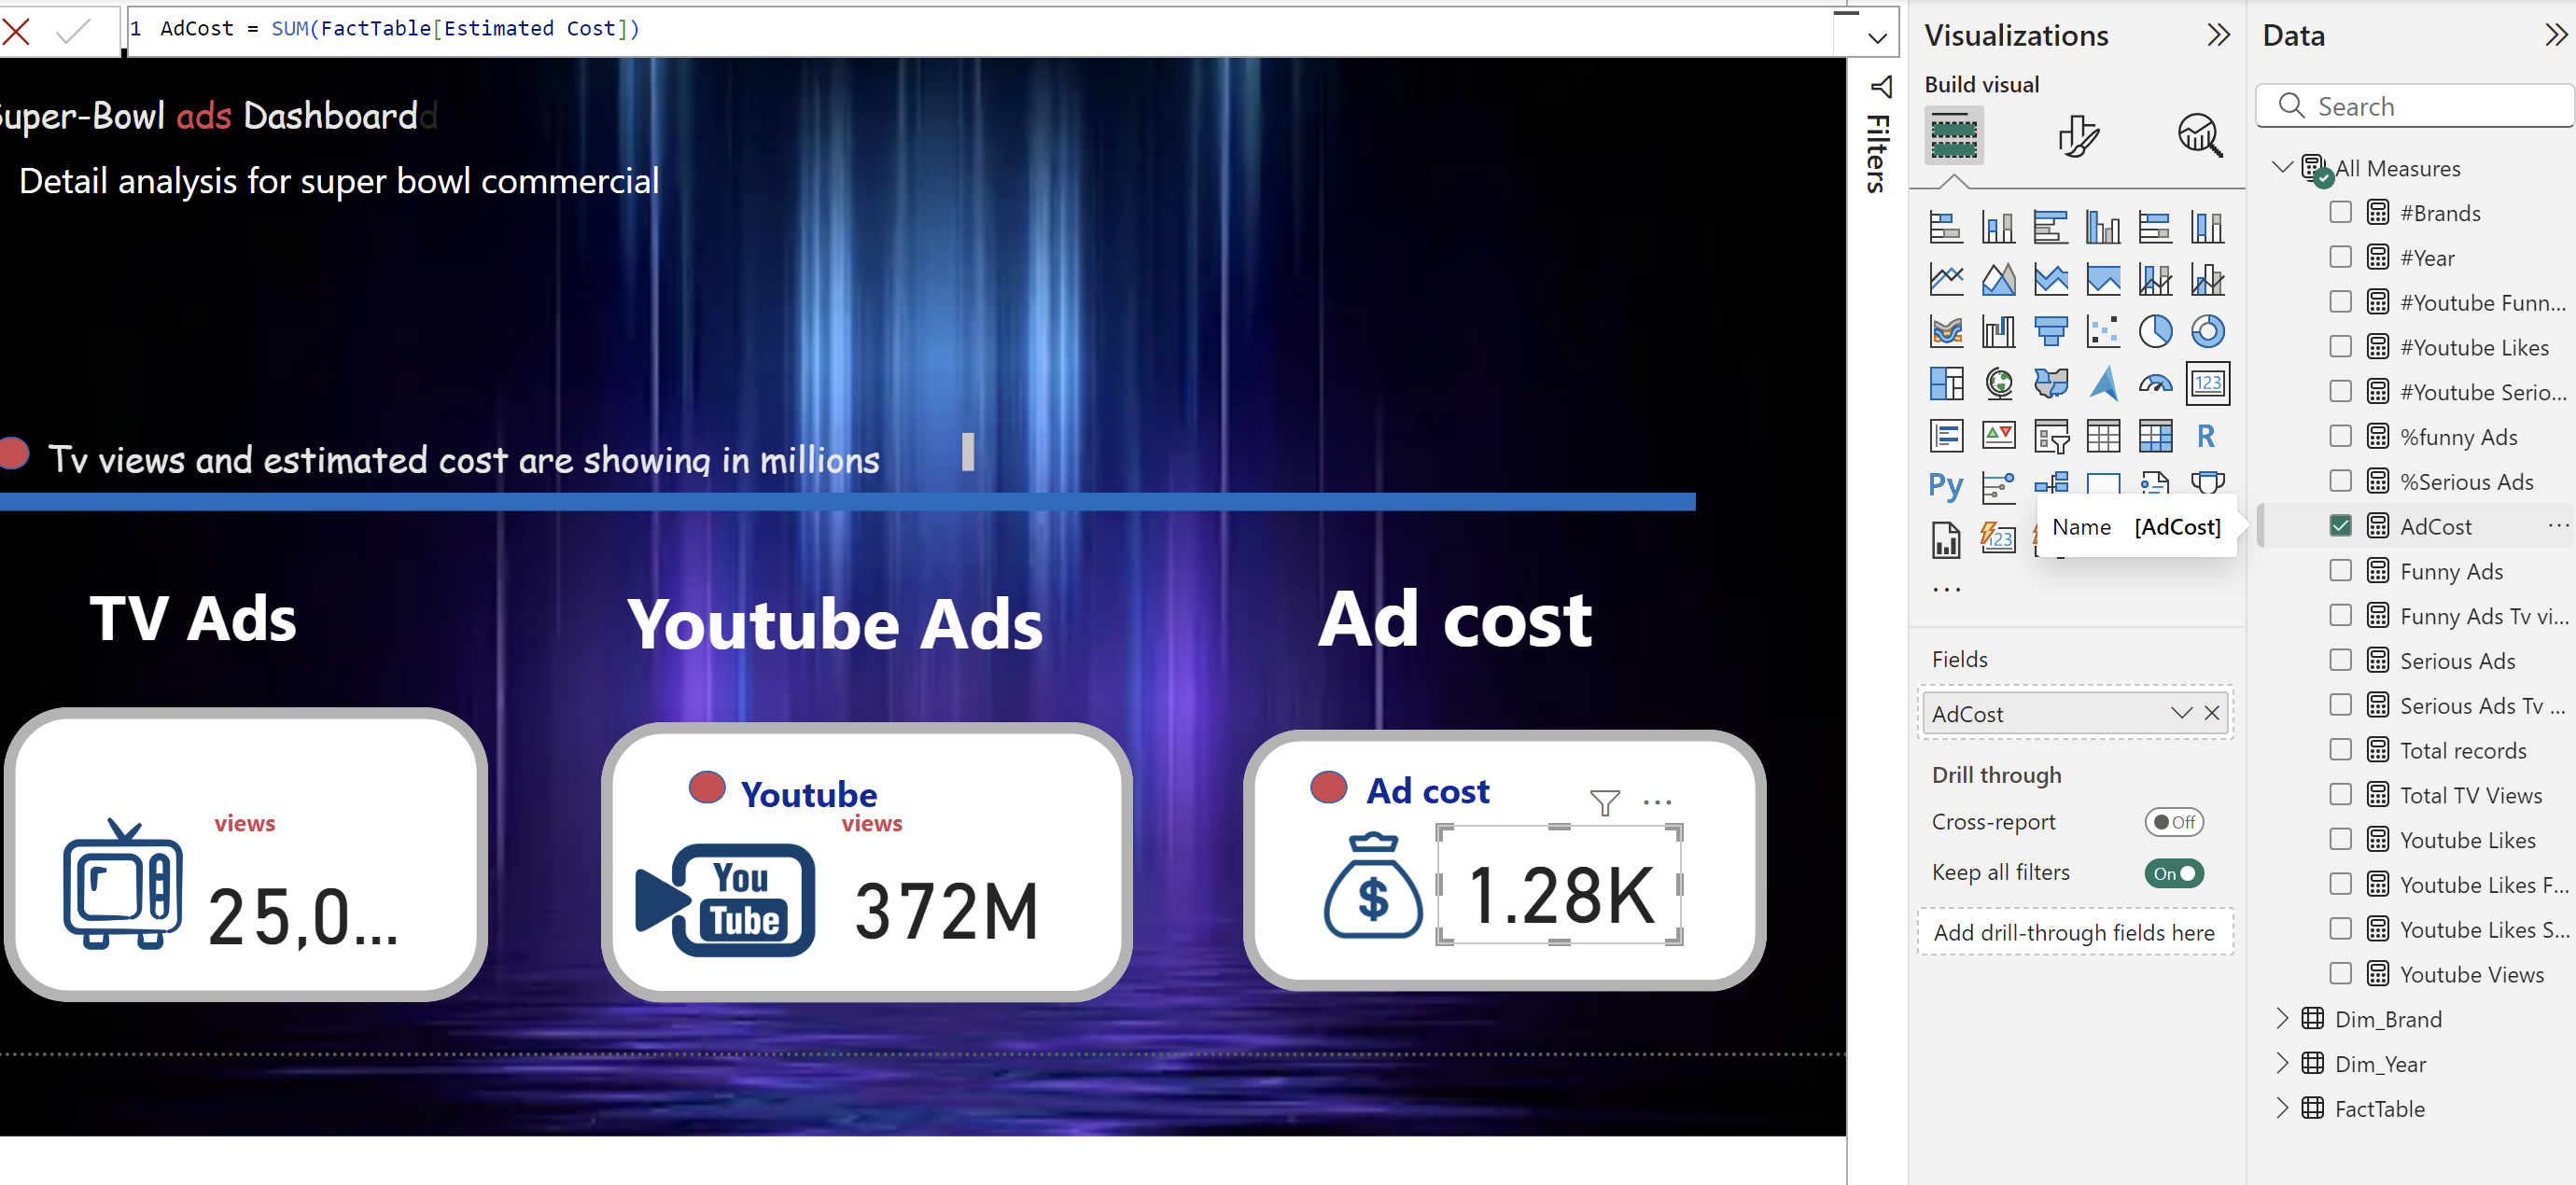 1 AdCost = SUM(FactTable[Estimated Cost])
Super-Bowl ads Dashboardd
Detail analysis for super bowl commercial
Tv views and estimated cost are showing in millions
TV Ads
Youtube Ads
Ad cost
views
25,0...
Youtube
views
You
Tube
372M
Ad cost
$
1.28K
Filters
Visualizations
Build visual
123
R
Py
123
Name [AdCost]
...
Fields
AdCost
Drill through
Cross-report
Off
Keep all filters
On
Add drill-through fields here
Data
Search
All Measures
#Brands
#Year
#Youtube Funn...
#Youtube Likes
#Youtube Serio...
%funny Ads
%Serious Ads
AdCost
Funny Ads
Funny Ads Tv vi...
Serious Ads
Serious Ads Tv ...
Total records
Total TV Views
Youtube Likes
Youtube Likes F...
Youtube Likes S...
Youtube Views
Dim_Brand
Dim_Year
FactTable